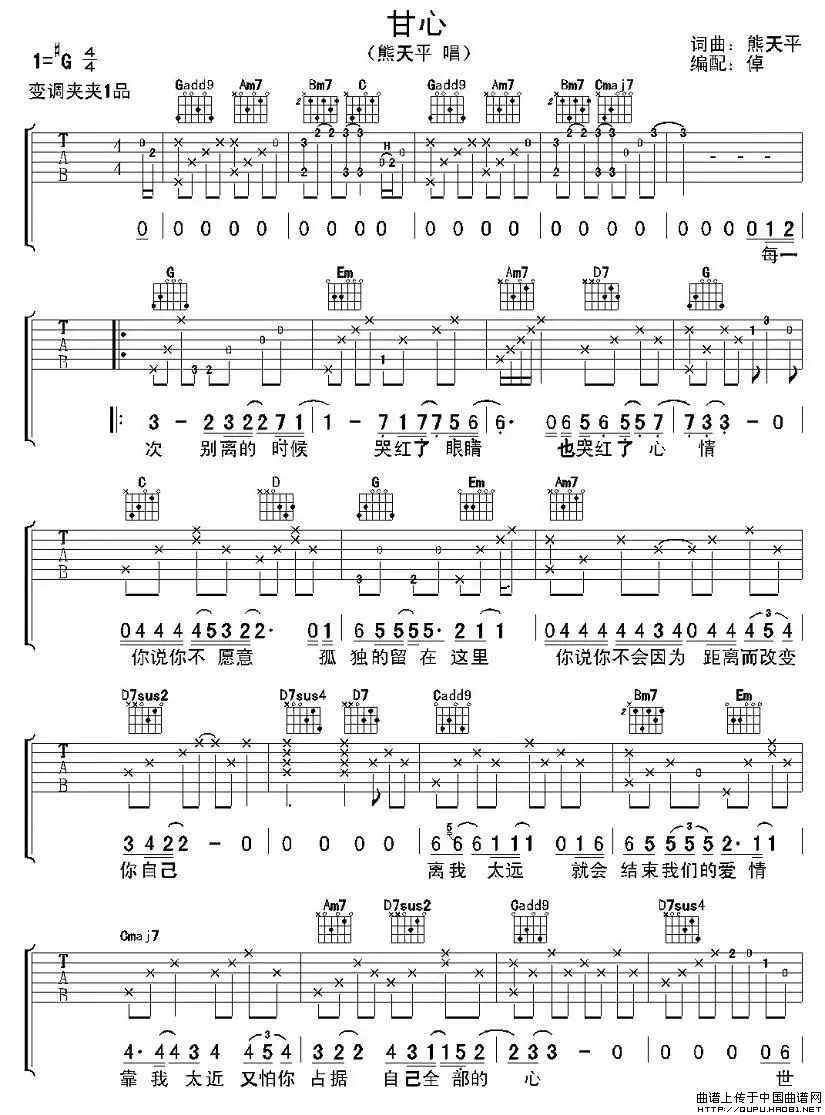 甘心
(熊天平 唱)
1=#G 4/4
词曲：熊天平
编配：倬
变调夹夹1品
Gadd9 Am7 Bm7 C Gadd9 Am7 Bm7 Cmaj7
T A B
0 0 0 0 0 0 0 0 0 0 0 0 0 0 0 0 0 0 0 0 0 1 2
每一
G Em Am7 D7 G
T A B
3 - 2 3 2 2 7 1 1 - 7 1 7 7 5 6 6· 0 6 5 6 5 5 7 7 3 3 - 0
次 别离的 时候 哭红了 眼睛 也哭红了 心 情
C D G Em Am7
T A B
0 4 4 4 4 5 3 2 2· 0 1 6 5 5 5 5· 2 1 1 0 4 4 4 4 4 4 3 4 0 4 4 4 5 4
你说你不 愿意 孤 独的留在 这里 你说你不会因为 距离而改变
D7sus2 D7sus4 D7 Cadd9 Bm7 Em
T A B
3 4 2 2 - 0 0 0 0 0 6 6 6 1 1 1 0 1 6 6 5 5 5 5 2· 1 1
你自己 离我 太远 就会 结束我们的爱 情
Cmaj7 Am7 D7sus2 Gadd9 D7sus4
T A B
4· 4 4 3 4 4 5 4 3 2 2 4 3 1 1 5 2 2 3 3 - 0 0 0 0 0 6
靠 我 太近 又怕你 占据 自己全部的 心 世
曲谱上传于中国曲谱网
HTTP://QUPU.HAO81.NET